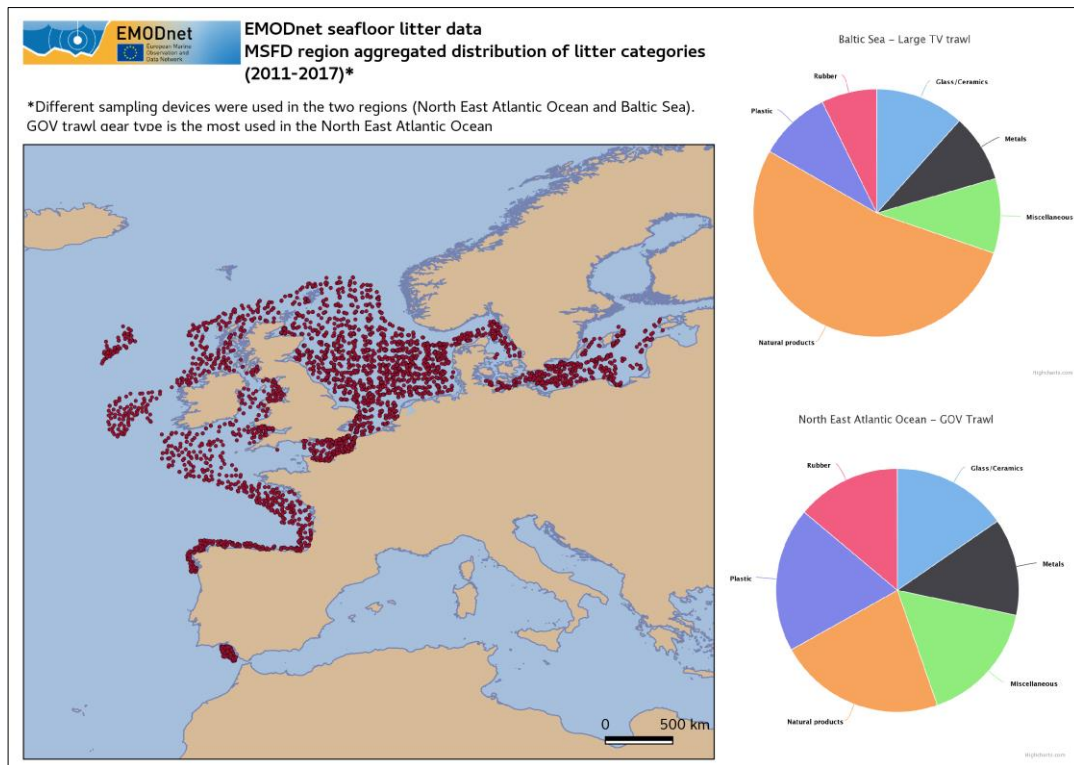 EMODnet
European Marine
Observation and
Data Network
EMODnet seafloor litter data
MSFD region aggregated distribution of litter categories
(2011-2017)*
*Different sampling devices were used in the two regions (North East Atlantic Ocean and Baltic Sea).
GOV trawl gear type is the most used in the North East Atlantic Ocean
0 500 km
Baltic Sea – Large TV trawl
Rubber
Glass/Ceramics
Plastic
Metals
Miscellaneous
Natural products
Highcharts.com
North East Atlantic Ocean – GOV Trawl
Rubber
Glass/Ceramics
Plastic
Metals
Miscellaneous
Natural products
Highcharts.com